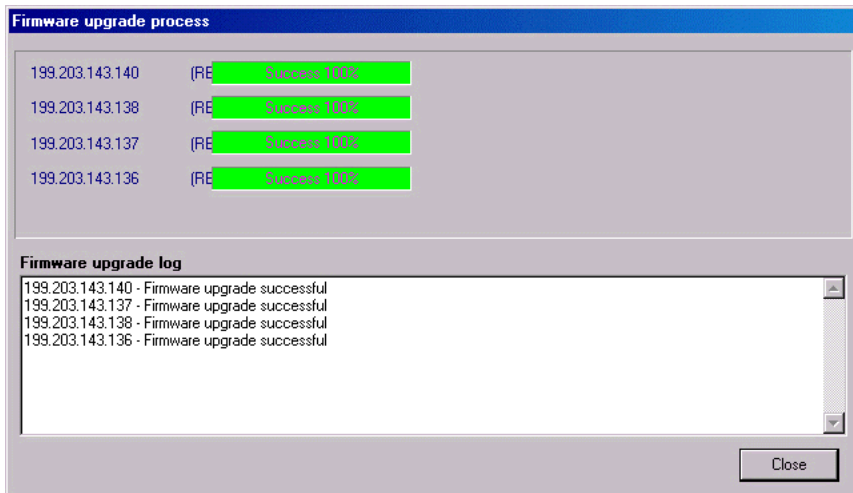 Firmware upgrade process
199.203.143.140 (RE Success 100%
199.203.143.138 (RE Success 100%
199.203.143.137 (RE Success 100%
199.203.143.136 (RE Success 100%
Firmware upgrade log
199.203.143.140 - Firmware upgrade successful
199.203.143.137 - Firmware upgrade successful
199.203.143.138 - Firmware upgrade successful
199.203.143.136 - Firmware upgrade successful
Close